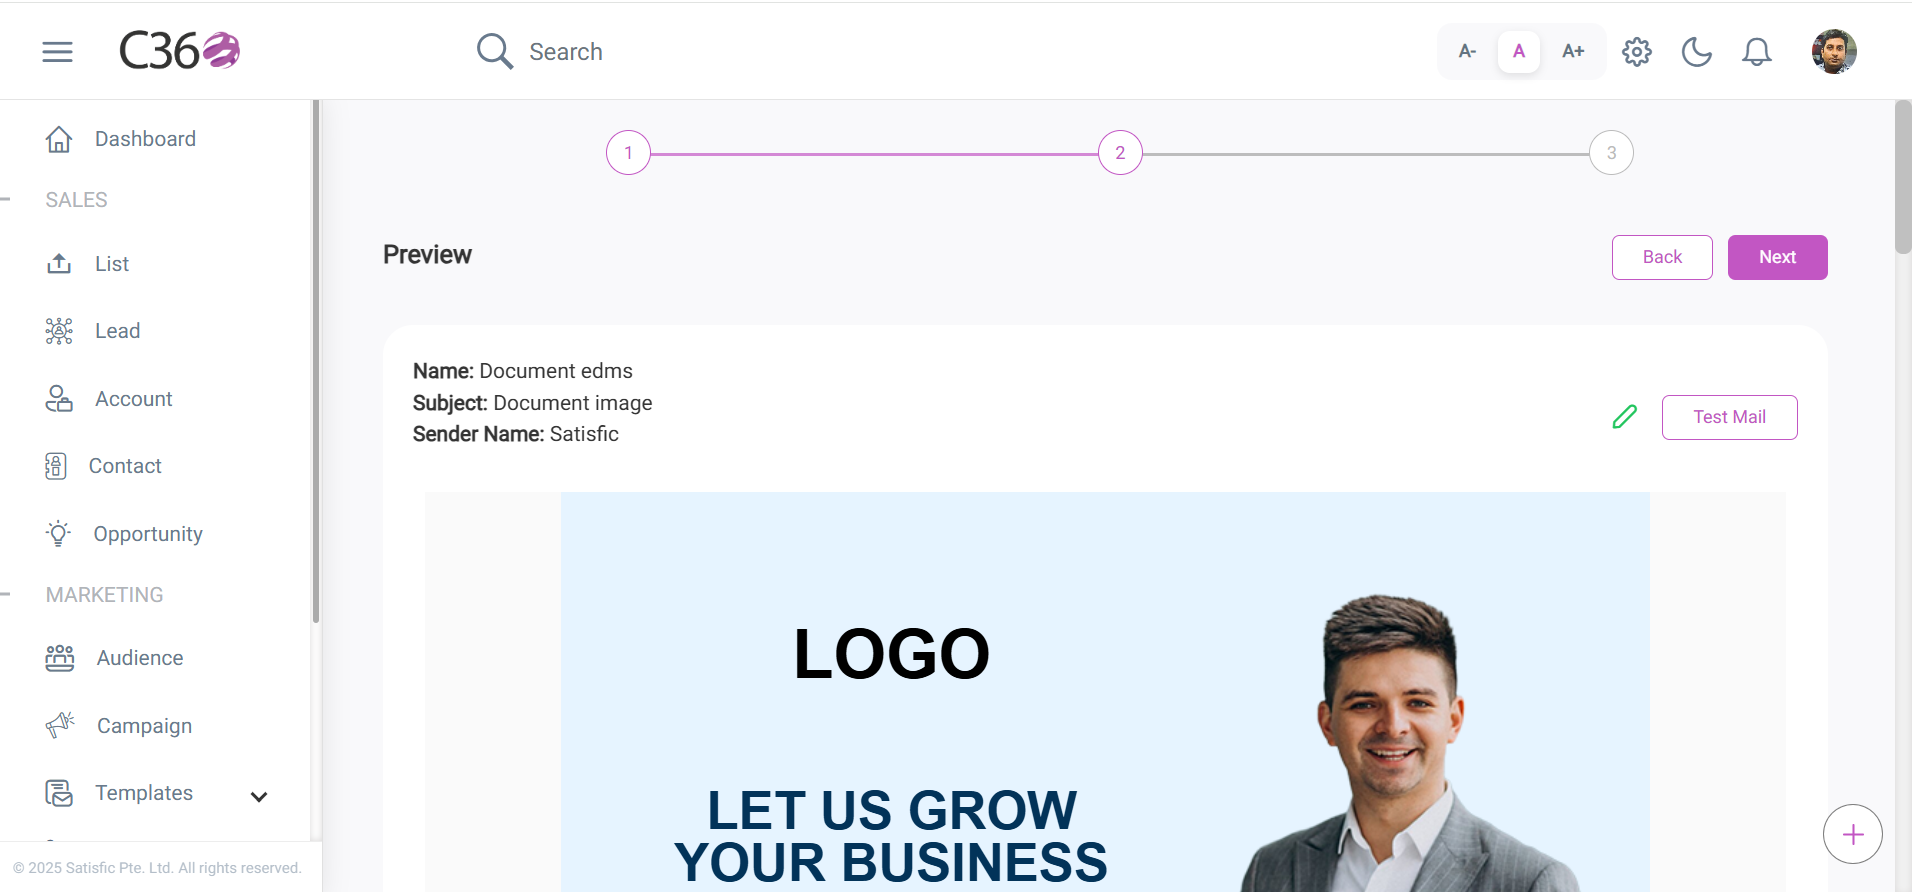 C36
Search
A-
A
A+
Dashboard
SALES
List
Lead
Account
Contact
Opportunity
MARKETING
Audience
Campaign
Templates
© 2025 Satisfic Pte. Ltd. All rights reserved.
1
2
3
Preview
Back
Next
Name: Document edms
Subject: Document image
Sender Name: Satisfic
Test Mail
LOGO
LET US GROW
YOUR BUSINESS